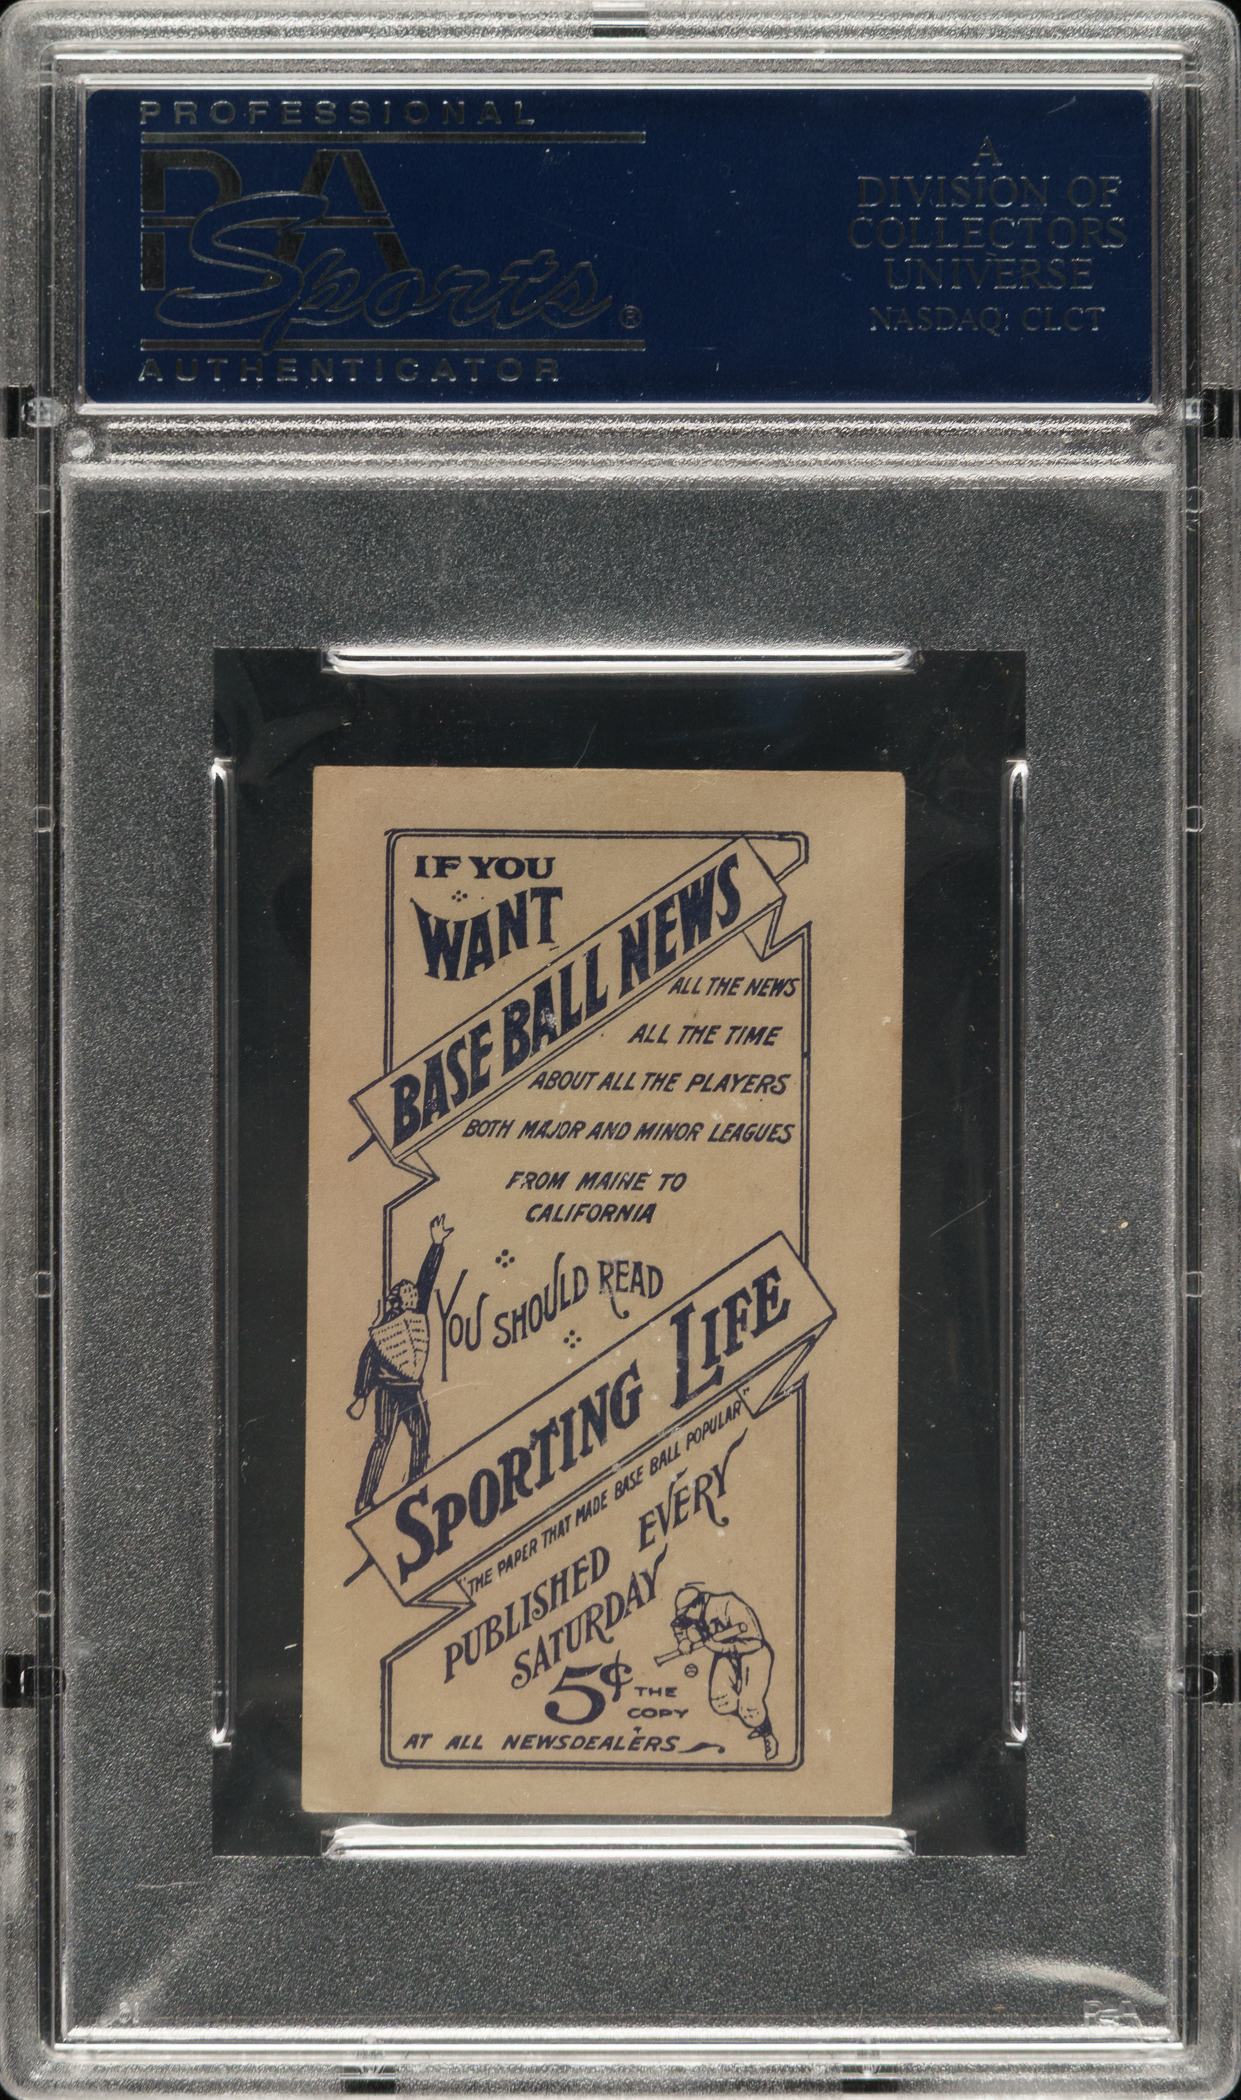 PROFESSIONAL
PSA
Sports®
AUTHENTICATOR
A
DIVISION OF
COLLECTORS
UNIVERSE
NASDAQ: CLCT
IF YOU
WANT
BASE BALL NEWS
ALL THE NEWS
ALL THE TIME
ABOUT ALL THE PLAYERS
BOTH MAJOR AND MINOR LEAGUES
FROM MAINE TO
CALIFORNIA
YOU SHOULD READ
SPORTING LIFE
"THE PAPER THAT MADE BASE BALL POPULAR"
PUBLISHED EVERY
SATURDAY
5¢ THE
COPY
AT ALL NEWSDEALERS
PSA